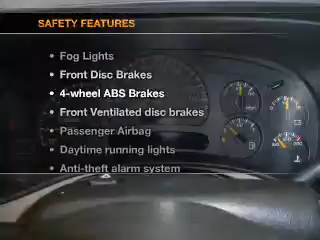 SAFETY FEATURES
• Fog Lights
• Front Disc Brakes
• 4-wheel ABS Brakes
• Front Ventilated disc brakes
• Passenger Airbag
• Daytime running lights
• Anti-theft alarm system